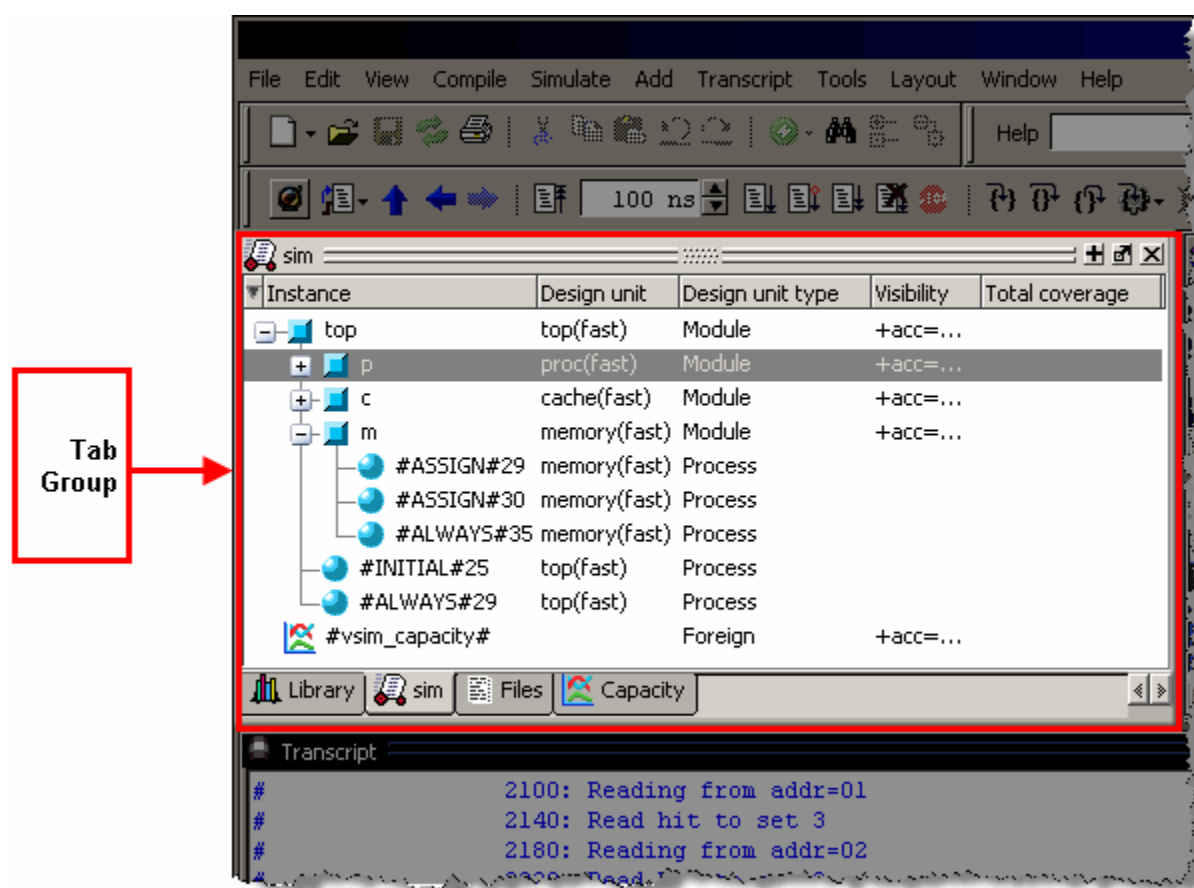 File Edit View Compile Simulate Add Transcript Tools Layout Window Help
Help
100 ns
sim
Instance Design unit Design unit type Visibility Total coverage
top top(fast) Module +acc=...
p proc(fast) Module +acc=...
c cache(fast) Module +acc=...
m memory(fast) Module +acc=...
#ASSIGN#29 memory(fast) Process
#ASSIGN#30 memory(fast) Process
#ALWAYS#35 memory(fast) Process
#INITIAL#25 top(fast) Process
#ALWAYS#29 top(fast) Process
#vsim_capacity# Foreign +acc=...
Library sim Files Capacity
Tab
Group
Transcript
# 2100: Reading from addr=01
# 2140: Read hit to set 3
# 2180: Reading from addr=02